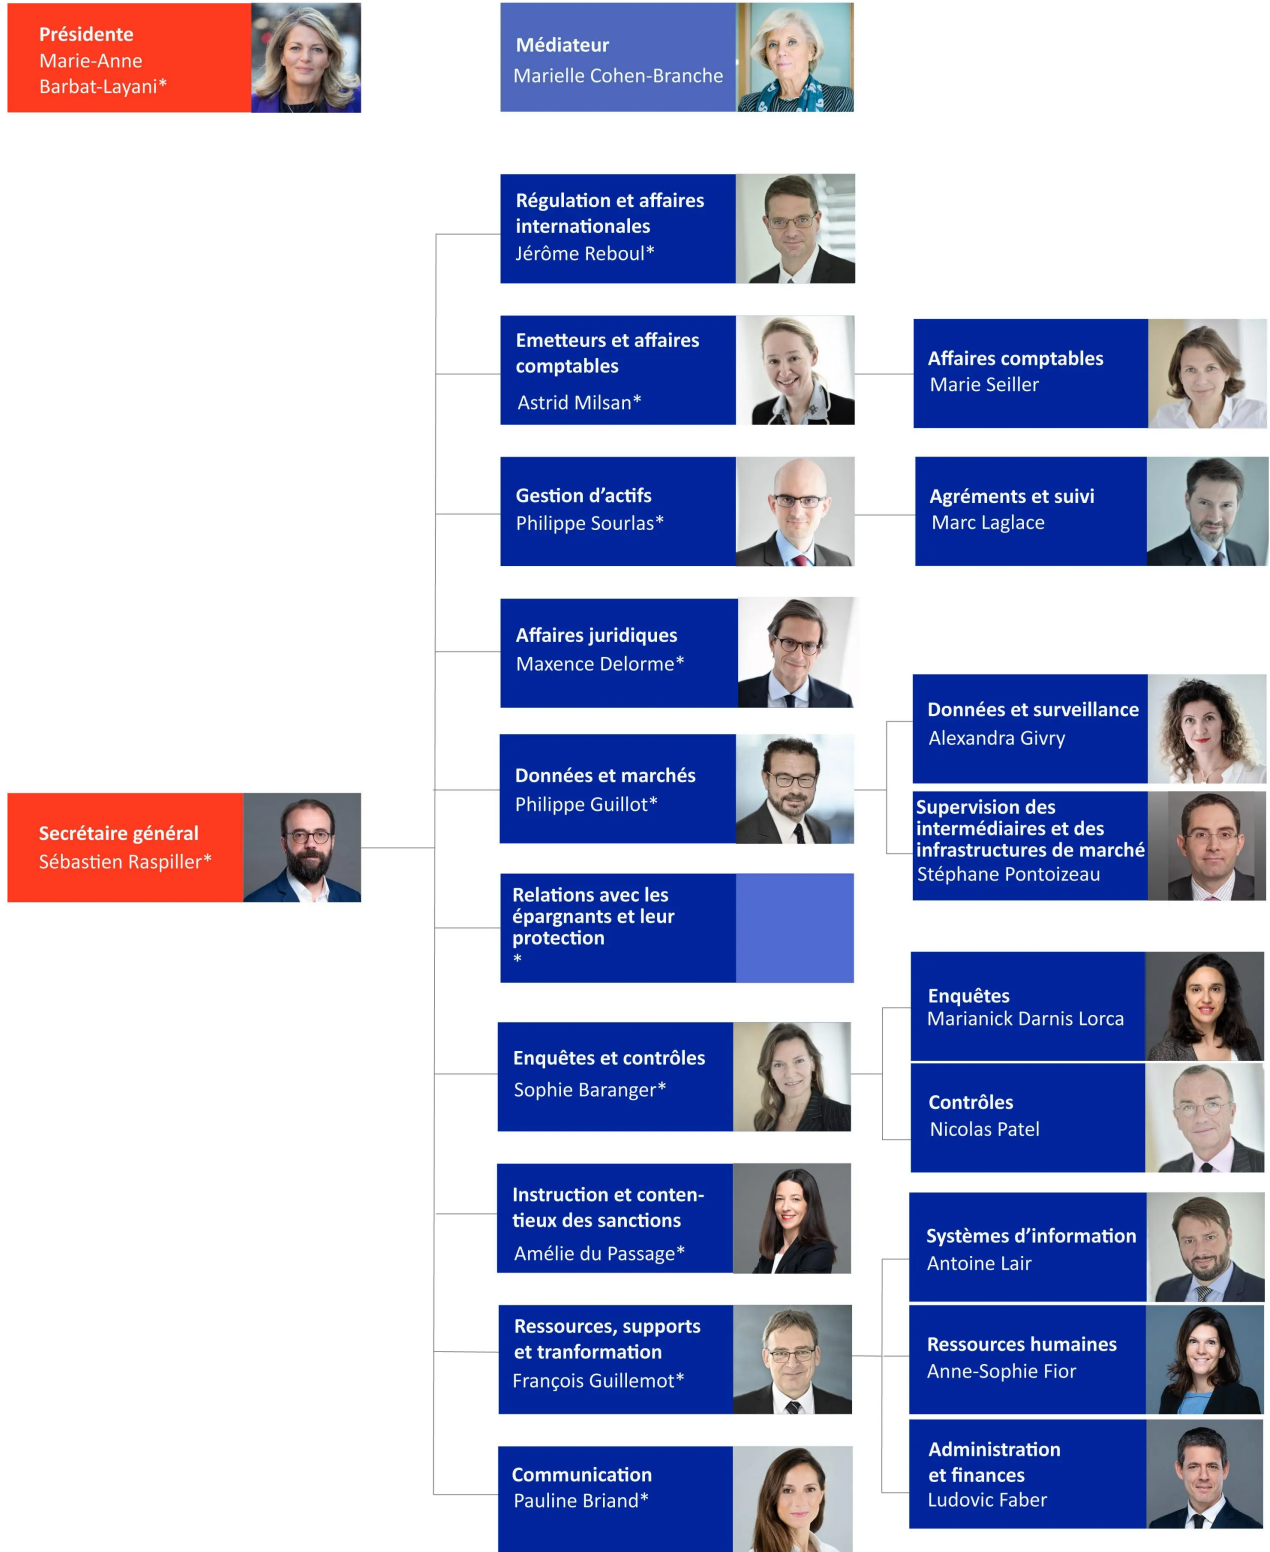 Présidente
Marie-Anne
Barbat-Layani*
Médiateur
Marielle Cohen-Branche
Régulation et affaires
internationales
Jérôme Reboul*
Emetteurs et affaires
comptables
Astrid Milsan*
Affaires comptables
Marie Seiller
Gestion d’actifs
Philippe Sourlas*
Agréments et suivi
Marc Laglace
Affaires juridiques
Maxence Delorme*
Données et marchés
Philippe Guillot*
Données et surveillance
Alexandra Givry
Supervision des
intermédiaires et des
infrastructures de marché
Stéphane Pontoizeau
Secrétaire général
Sébastien Raspiller*
Relations avec les
épargnants et leur
protection
*
Enquêtes et contrôles
Sophie Baranger*
Enquêtes
Marianick Darnis Lorca
Contrôles
Nicolas Patel
Instruction et conten-
tieux des sanctions
Amélie du Passage*
Ressources, supports
et tranformation
François Guillemot*
Systèmes d’information
Antoine Lair
Ressources humaines
Anne-Sophie Fior
Administration
et finances
Ludovic Faber
Communication
Pauline Briand*